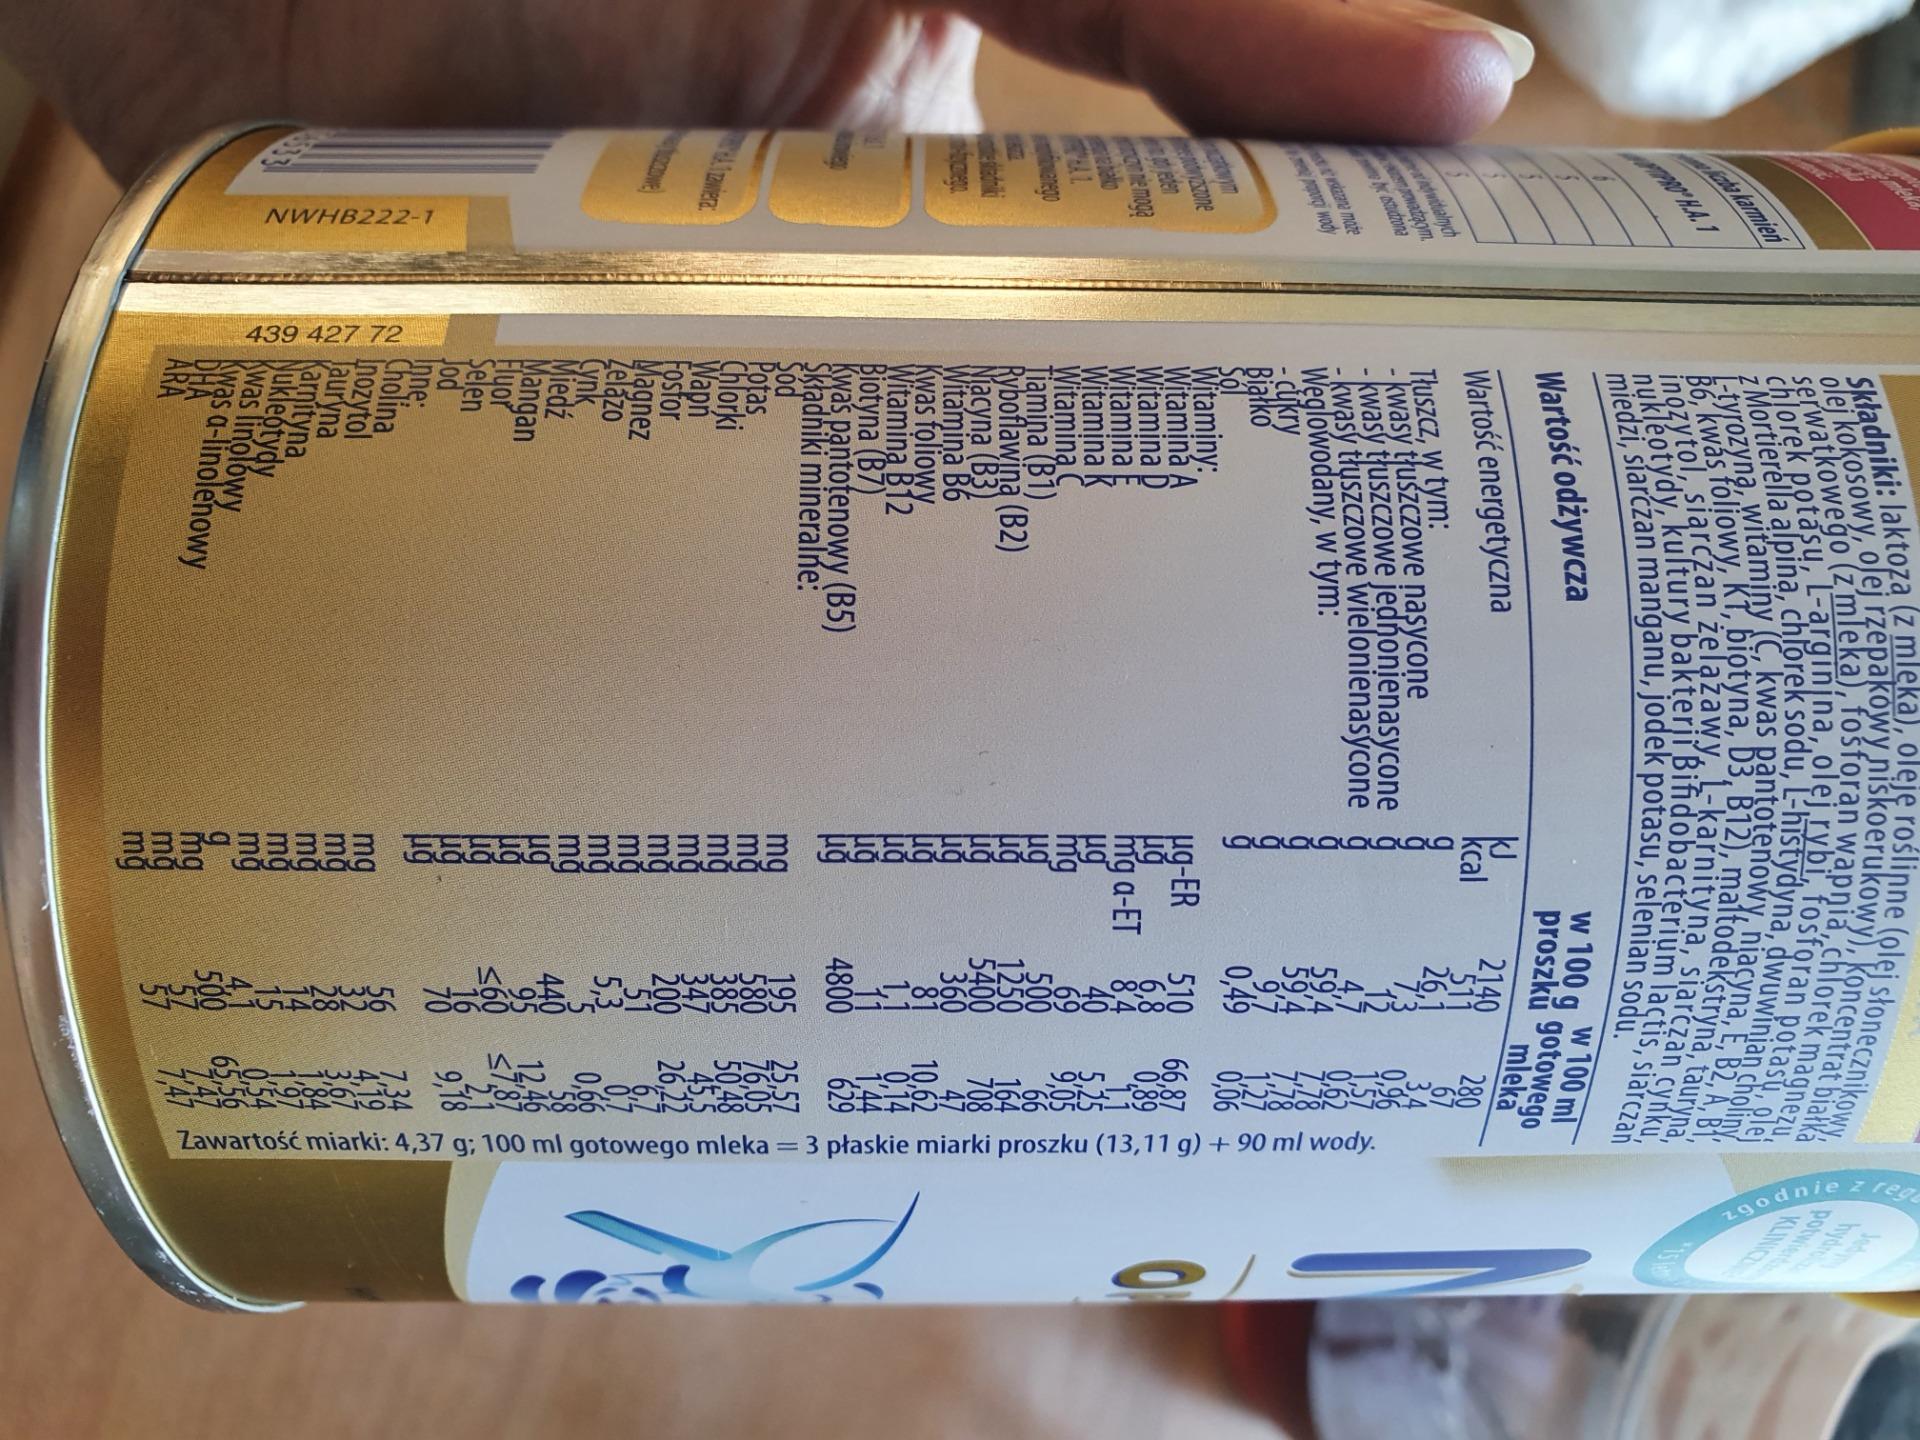 Składniki: laktoza (z mleka), oleje roślinne (olej słonecznikowy,
olej kokosowy, olej rzepakowy niskoerukowy), koncentrat białka
serwatkowego (z mleka), fosforan wapnia, chlorek magnezu,
chlorek potasu, L-arginina, olej rybi, fosforan potasu,
chlorek sodu, L-histydyna, dwuwinian choliny, olej
z Mortierella alpina,
L-tyrozyna, witaminy (C, kwas pantotenowy, niacyna, E, B2, A, B1,
B6, kwas foliowy, K1, biotyna, D3, B12), maltodekstryna, tauryna,
inozytol, siarczan żelazawy, L-karnityna, siarczan cynku,
nukleotydy, kultury bakterii Bifidobacterium lactis, siarczan
miedzi, siarczan manganu, jodek potasu, selenian sodu.
Wartość odżywcza w 100 g proszku w 100 ml gotowego mleka
Wartość energetyczna kJ 2140 280
kcal 511 67
Tłuszcz, w tym: g 26,1 3,4
- kwasy tłuszczowe nasycone g 7,3 0,96
- kwasy tłuszczowe jednonienasycone g 12 1,57
- kwasy tłuszczowe wielonienasycone g 4,7 0,62
Węglowodany, w tym: g 59,4 7,78
- cukry g 59,4 7,78
Białko g 9,7 1,27
Sól g 0,49 0,06
Witaminy:
Witamina A µg-ER 510 66,87
Witamina D µg 6,8 0,89
Witamina E mg α-ET 8,4 1,1
Witamina K µg 40 5,25
Witamina C mg 69 9,05
Tiamina (B1) µg 500 66
Ryboflawina (B2) µg 1250 164
Niacyna (B3) µg 5400 708
Witamina B6 µg 360 47
Kwas foliowy µg 81 10,62
Witamina B12 µg 1,1 0,14
Biotyna (B7) µg 11 1,44
Kwas pantotenowy (B5) µg 4800 629
Składniki mineralne:
Sód mg 195 25,57
Potas mg 580 76,05
Chlorki mg 385 50,48
Wapń mg 347 45,5
Fosfor mg 200 26,22
Magnez mg 51 6,7
Żelazo mg 5,3 0,7
Cynk mg 5 0,66
Miedź µg 440 58
Mangan µg 95 12,46
Fluor µg ≤60 ≤7,87
Selen µg 16 2,1
Jod µg 70 9,18
Inne:
Cholina mg 56 7,34
Inozytol mg 32 4,19
Tauryna mg 28 3,67
Karnityna mg 14 1,84
Nukleotydy mg 15 1,97
Kwas linolowy g 4,1 0,54
Kwas α-linolenowy mg 500 65,56
DHA mg 57 7,47
ARA mg 57 7,47
Zawartość miarki: 4,37 g; 100 ml gotowego mleka = 3 płaskie miarki proszku (13,11 g) + 90 ml wody.
439 427 72
NWHB222-1
liczba karmień
H.A. 1
6
5
5
5
5
zgodnie z